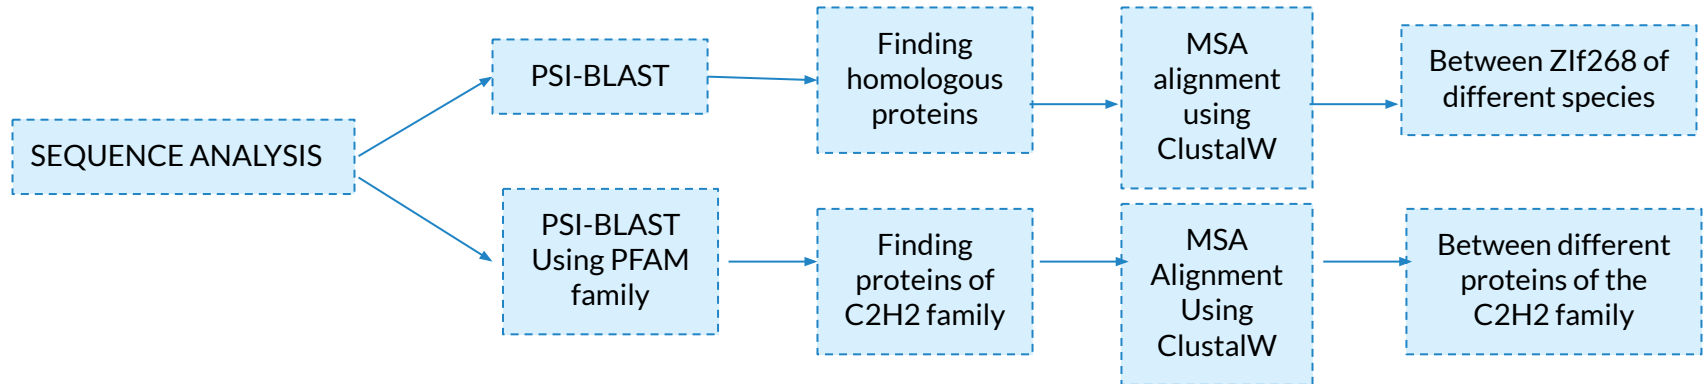 SEQUENCE ANALYSIS
PSI-BLAST
Finding
homologous
proteins
MSA
alignment
using
ClustalW
Between ZIf268 of
different species
PSI-BLAST
Using PFAM
family
Finding
proteins of
C2H2 family
MSA
Alignment
Using
ClustalW
Between different
proteins of the
C2H2 family